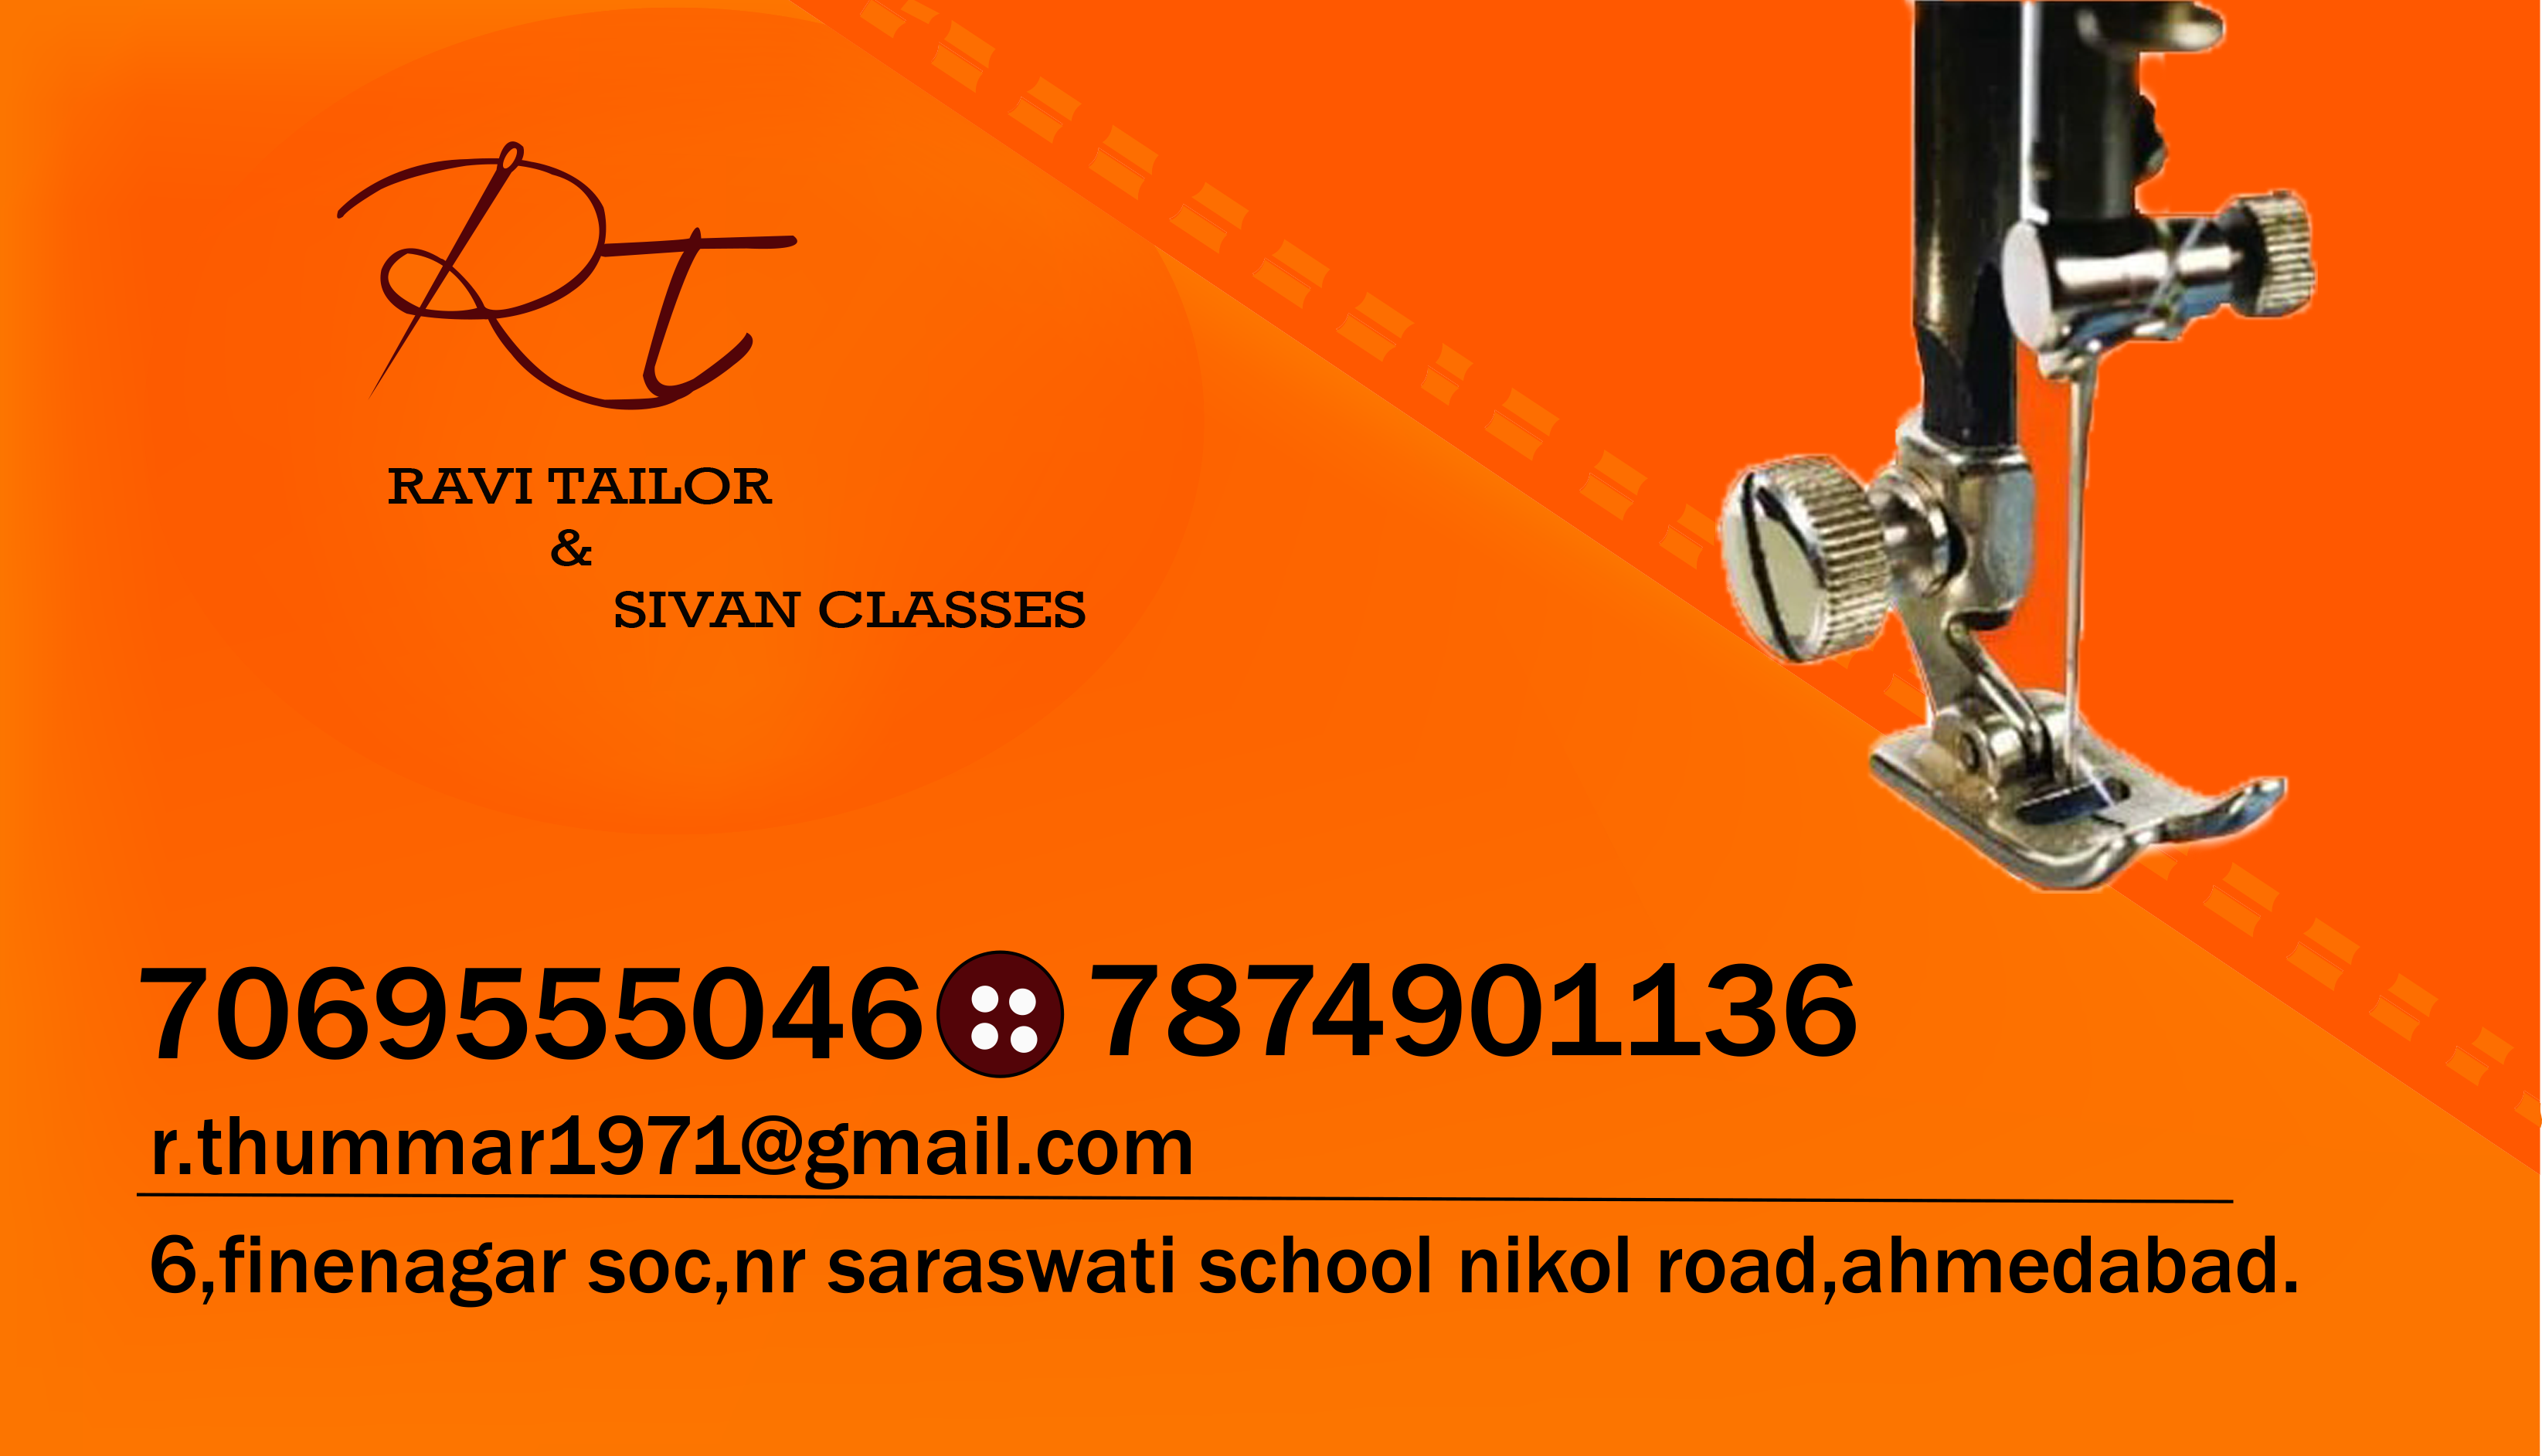 Rt
RAVI TAILOR
&
SIVAN CLASSES
7069555046 7874901136
r.thummar1971@gmail.com
6,finenagar soc,nr saraswati school nikol road,ahmedabad.